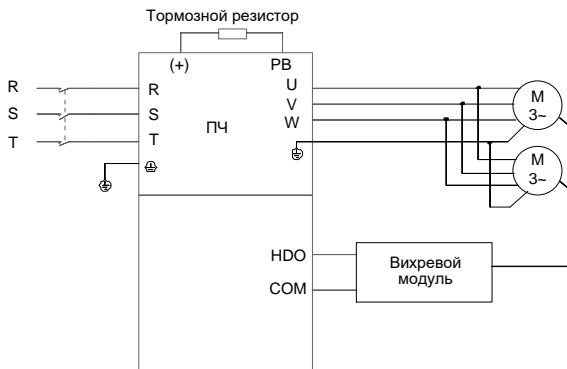 Тормозной резистор
(+) PB
R R U
S S V
T T W
ПЧ
M
3~
M
3~
HDO
COM
Вихревой
модуль